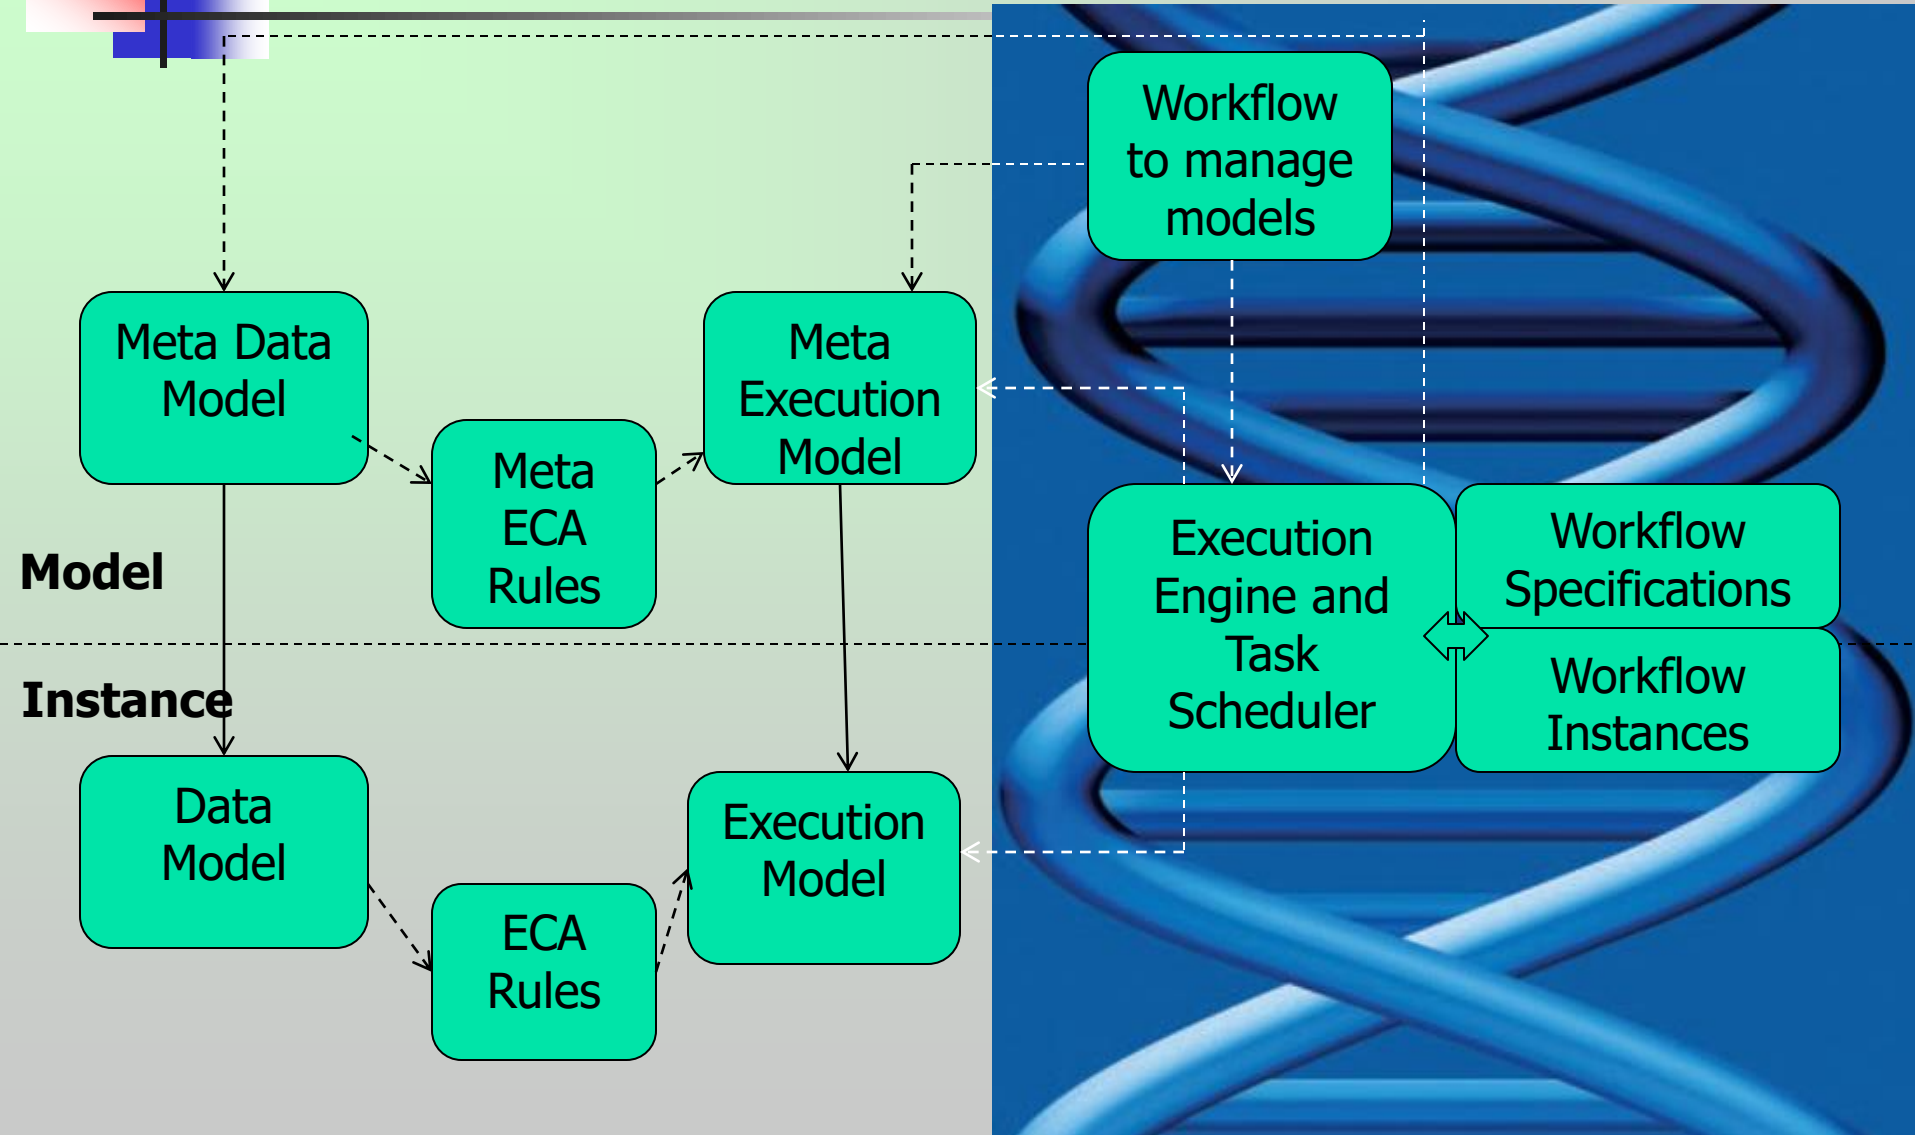 Workflow
to manage
models
Meta Data
Model
Meta
Execution
Model
Meta
ECA
Rules
Execution
Engine and
Task
Scheduler
Workflow
Specifications
Model
Instance
Workflow
Instances
Data
Model
Execution
Model
ECA
Rules